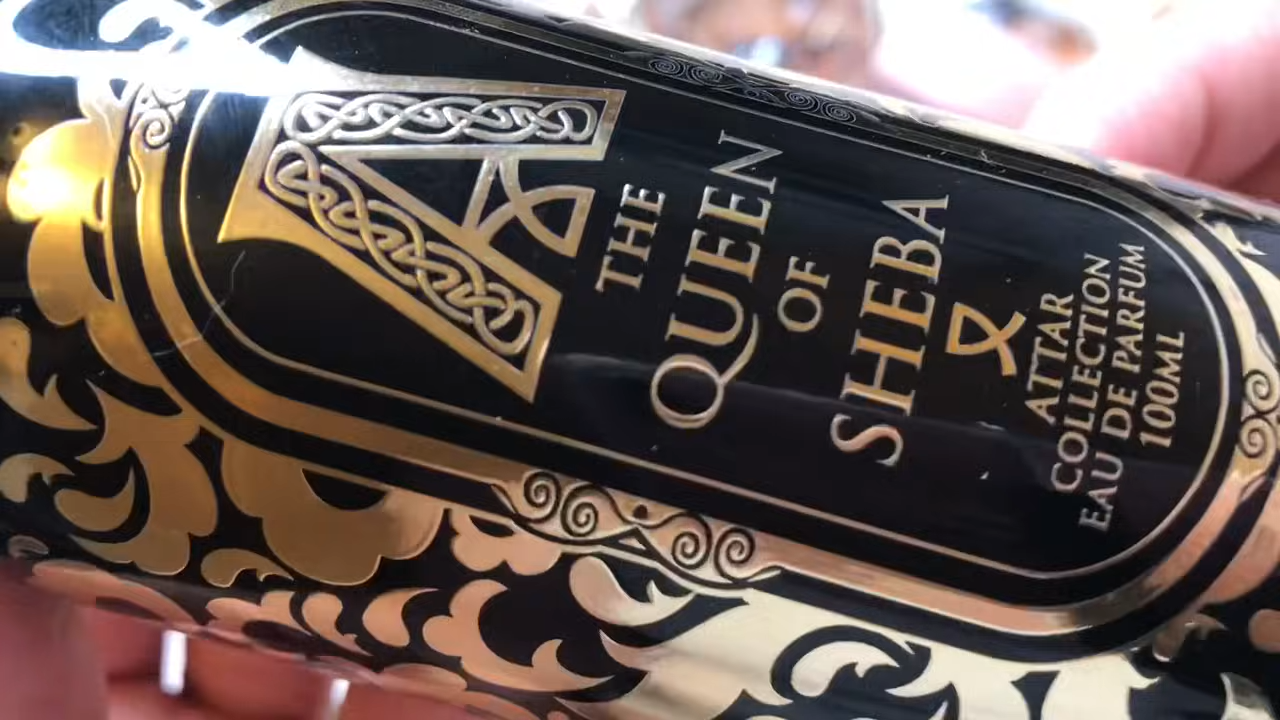 A
THE
QUEEN
OF
SHEBA
ATTAR
COLLECTION
EAU DE PARFUM
100ML